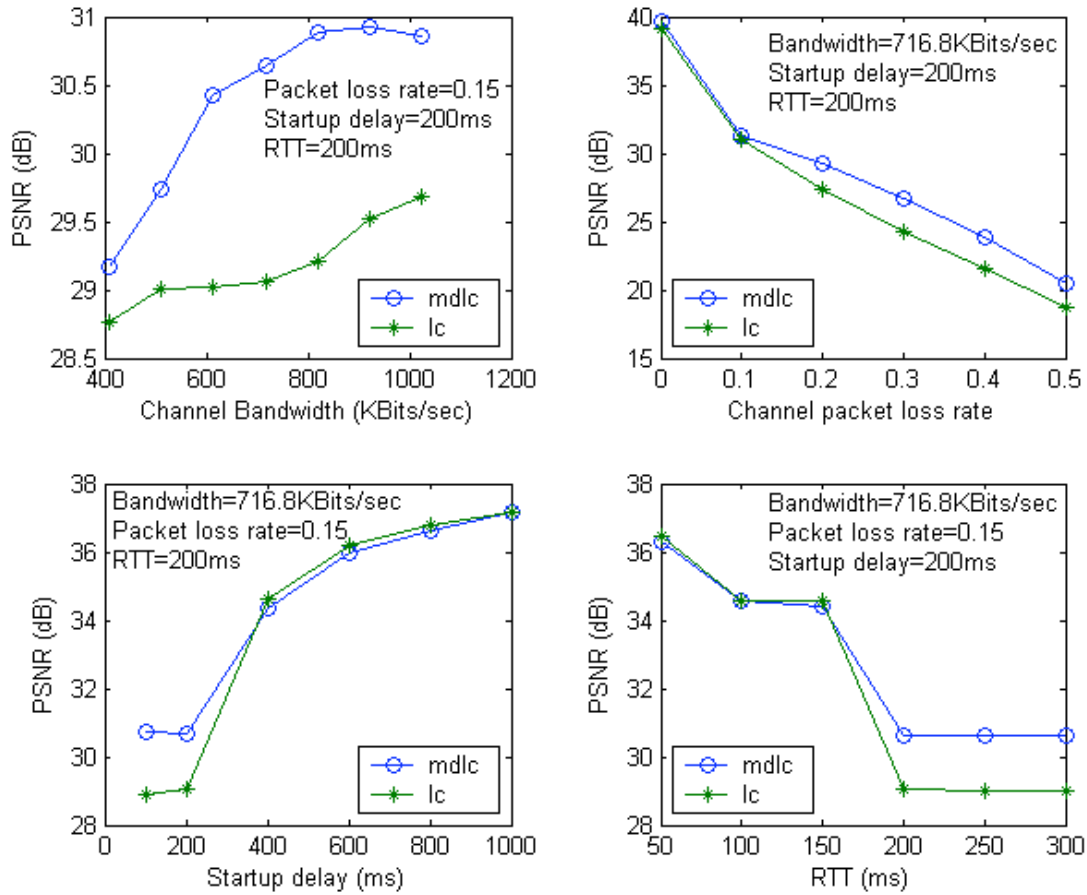 31
30.5
30
29.5
29
28.5
PSNR (dB)
Packet loss rate=0.15
Startup delay=200ms
RTT=200ms
mdlc
lc
400
600
800
1000
1200
Channel Bandwidth (KBits/sec)
40
35
30
25
20
15
PSNR (dB)
Bandwidth=716.8KBits/sec
Startup delay=200ms
RTT=200ms
mdlc
lc
0
0.1
0.2
0.3
0.4
0.5
Channel packet loss rate
38
36
34
32
30
28
PSNR (dB)
Bandwidth=716.8KBits/sec
Packet loss rate=0.15
RTT=200ms
mdlc
lc
0
200
400
600
800
1000
Startup delay (ms)
38
36
34
32
30
28
PSNR (dB)
Bandwidth=716.8KBits/sec
Packet loss rate=0.15
Startup delay=200ms
mdlc
lc
50
100
150
200
250
300
RTT (ms)